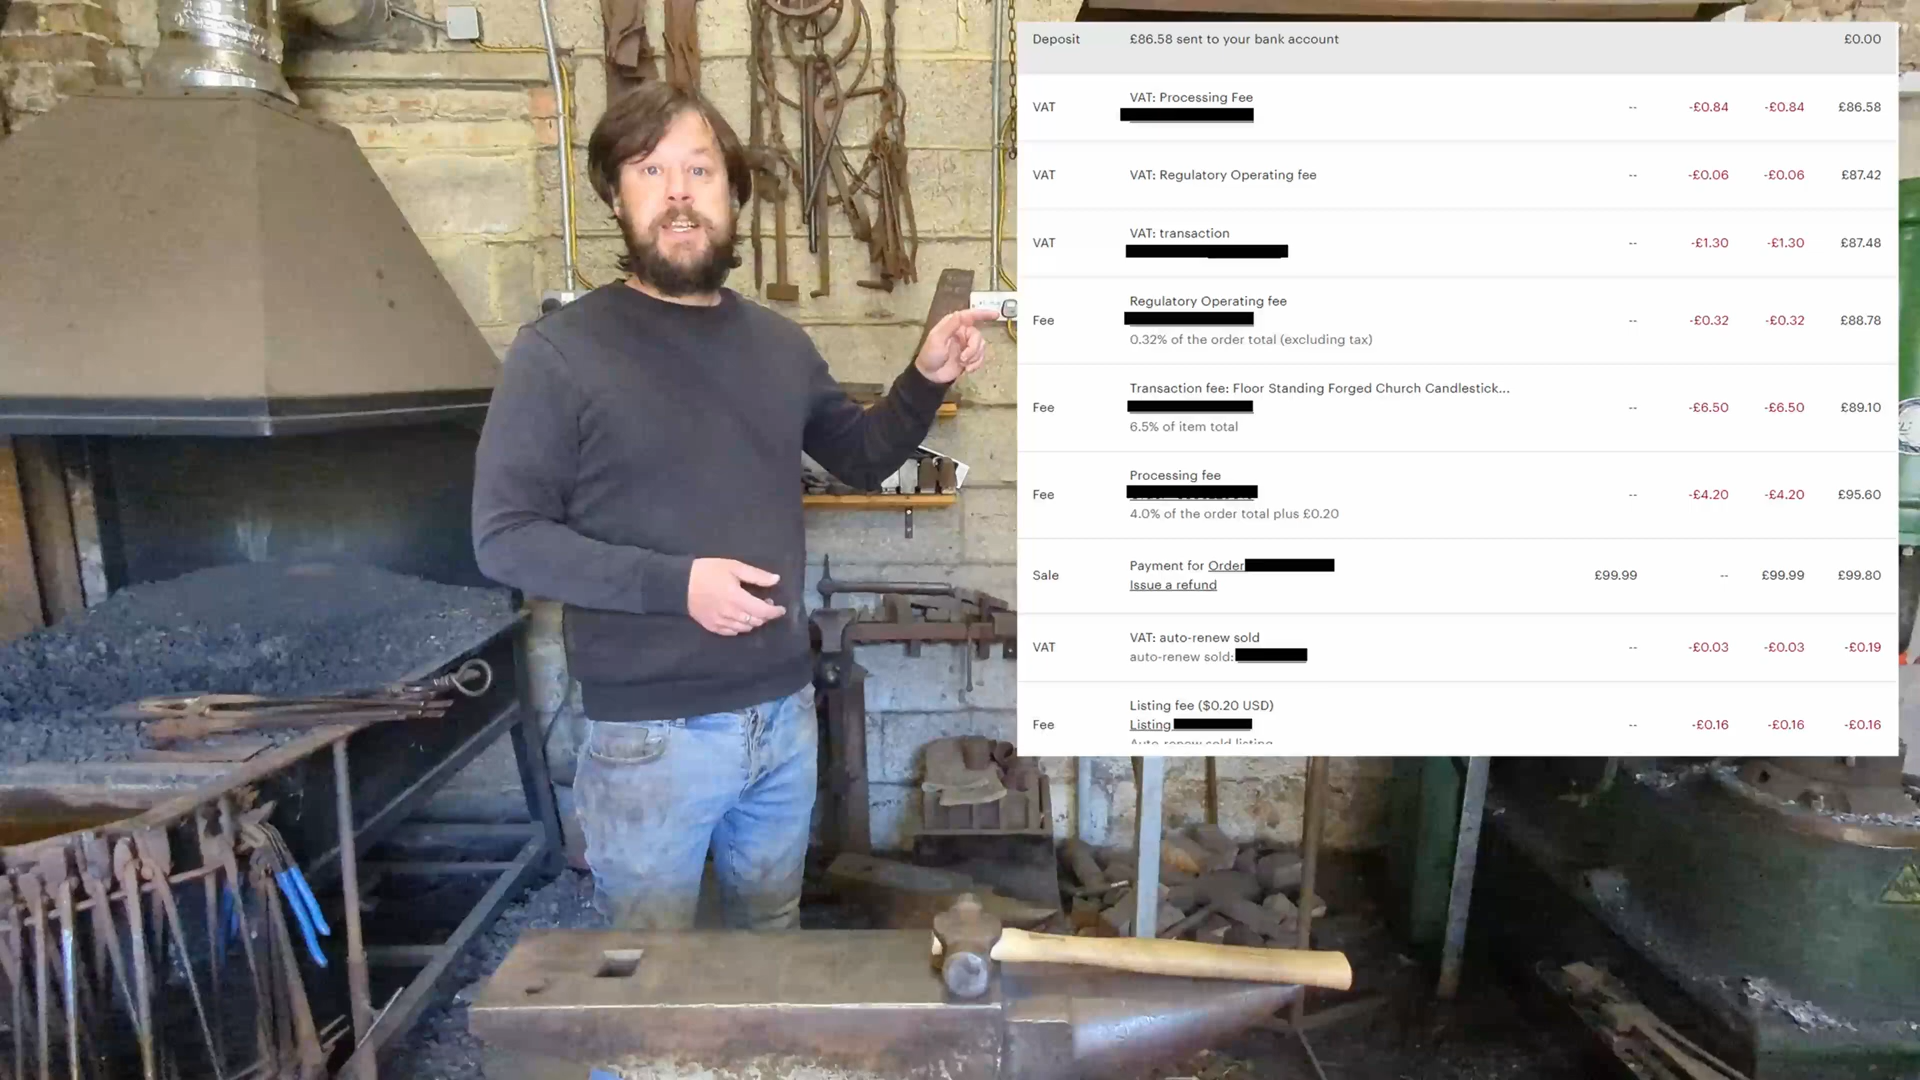 Deposit £86.58 sent to your bank account £0.00
VAT: Processing Fee
VAT -- -£0.84 -£0.84 £86.58
VAT VAT: Regulatory Operating fee -- -£0.06 -£0.06 £87.42
VAT: transaction
VAT -- -£1.30 -£1.30 £87.48
Regulatory Operating fee
Fee -- -£0.32 -£0.32 £88.78
0.32% of the order total (excluding tax)
Transaction fee: Floor Standing Forged Church Candlestick...
Fee -- -£6.50 -£6.50 £89.10
6.5% of item total
Processing fee
Fee -- -£4.20 -£4.20 £95.60
4.0% of the order total plus £0.20
Payment for Order
Sale £99.99 -- £99.99 £99.80
Issue a refund
VAT: auto-renew sold
VAT -- -£0.03 -£0.03 -£0.19
auto-renew sold:
Listing fee ($0.20 USD)
Fee -- -£0.16 -£0.16 -£0.16
Listing
Auto-renew sold listing